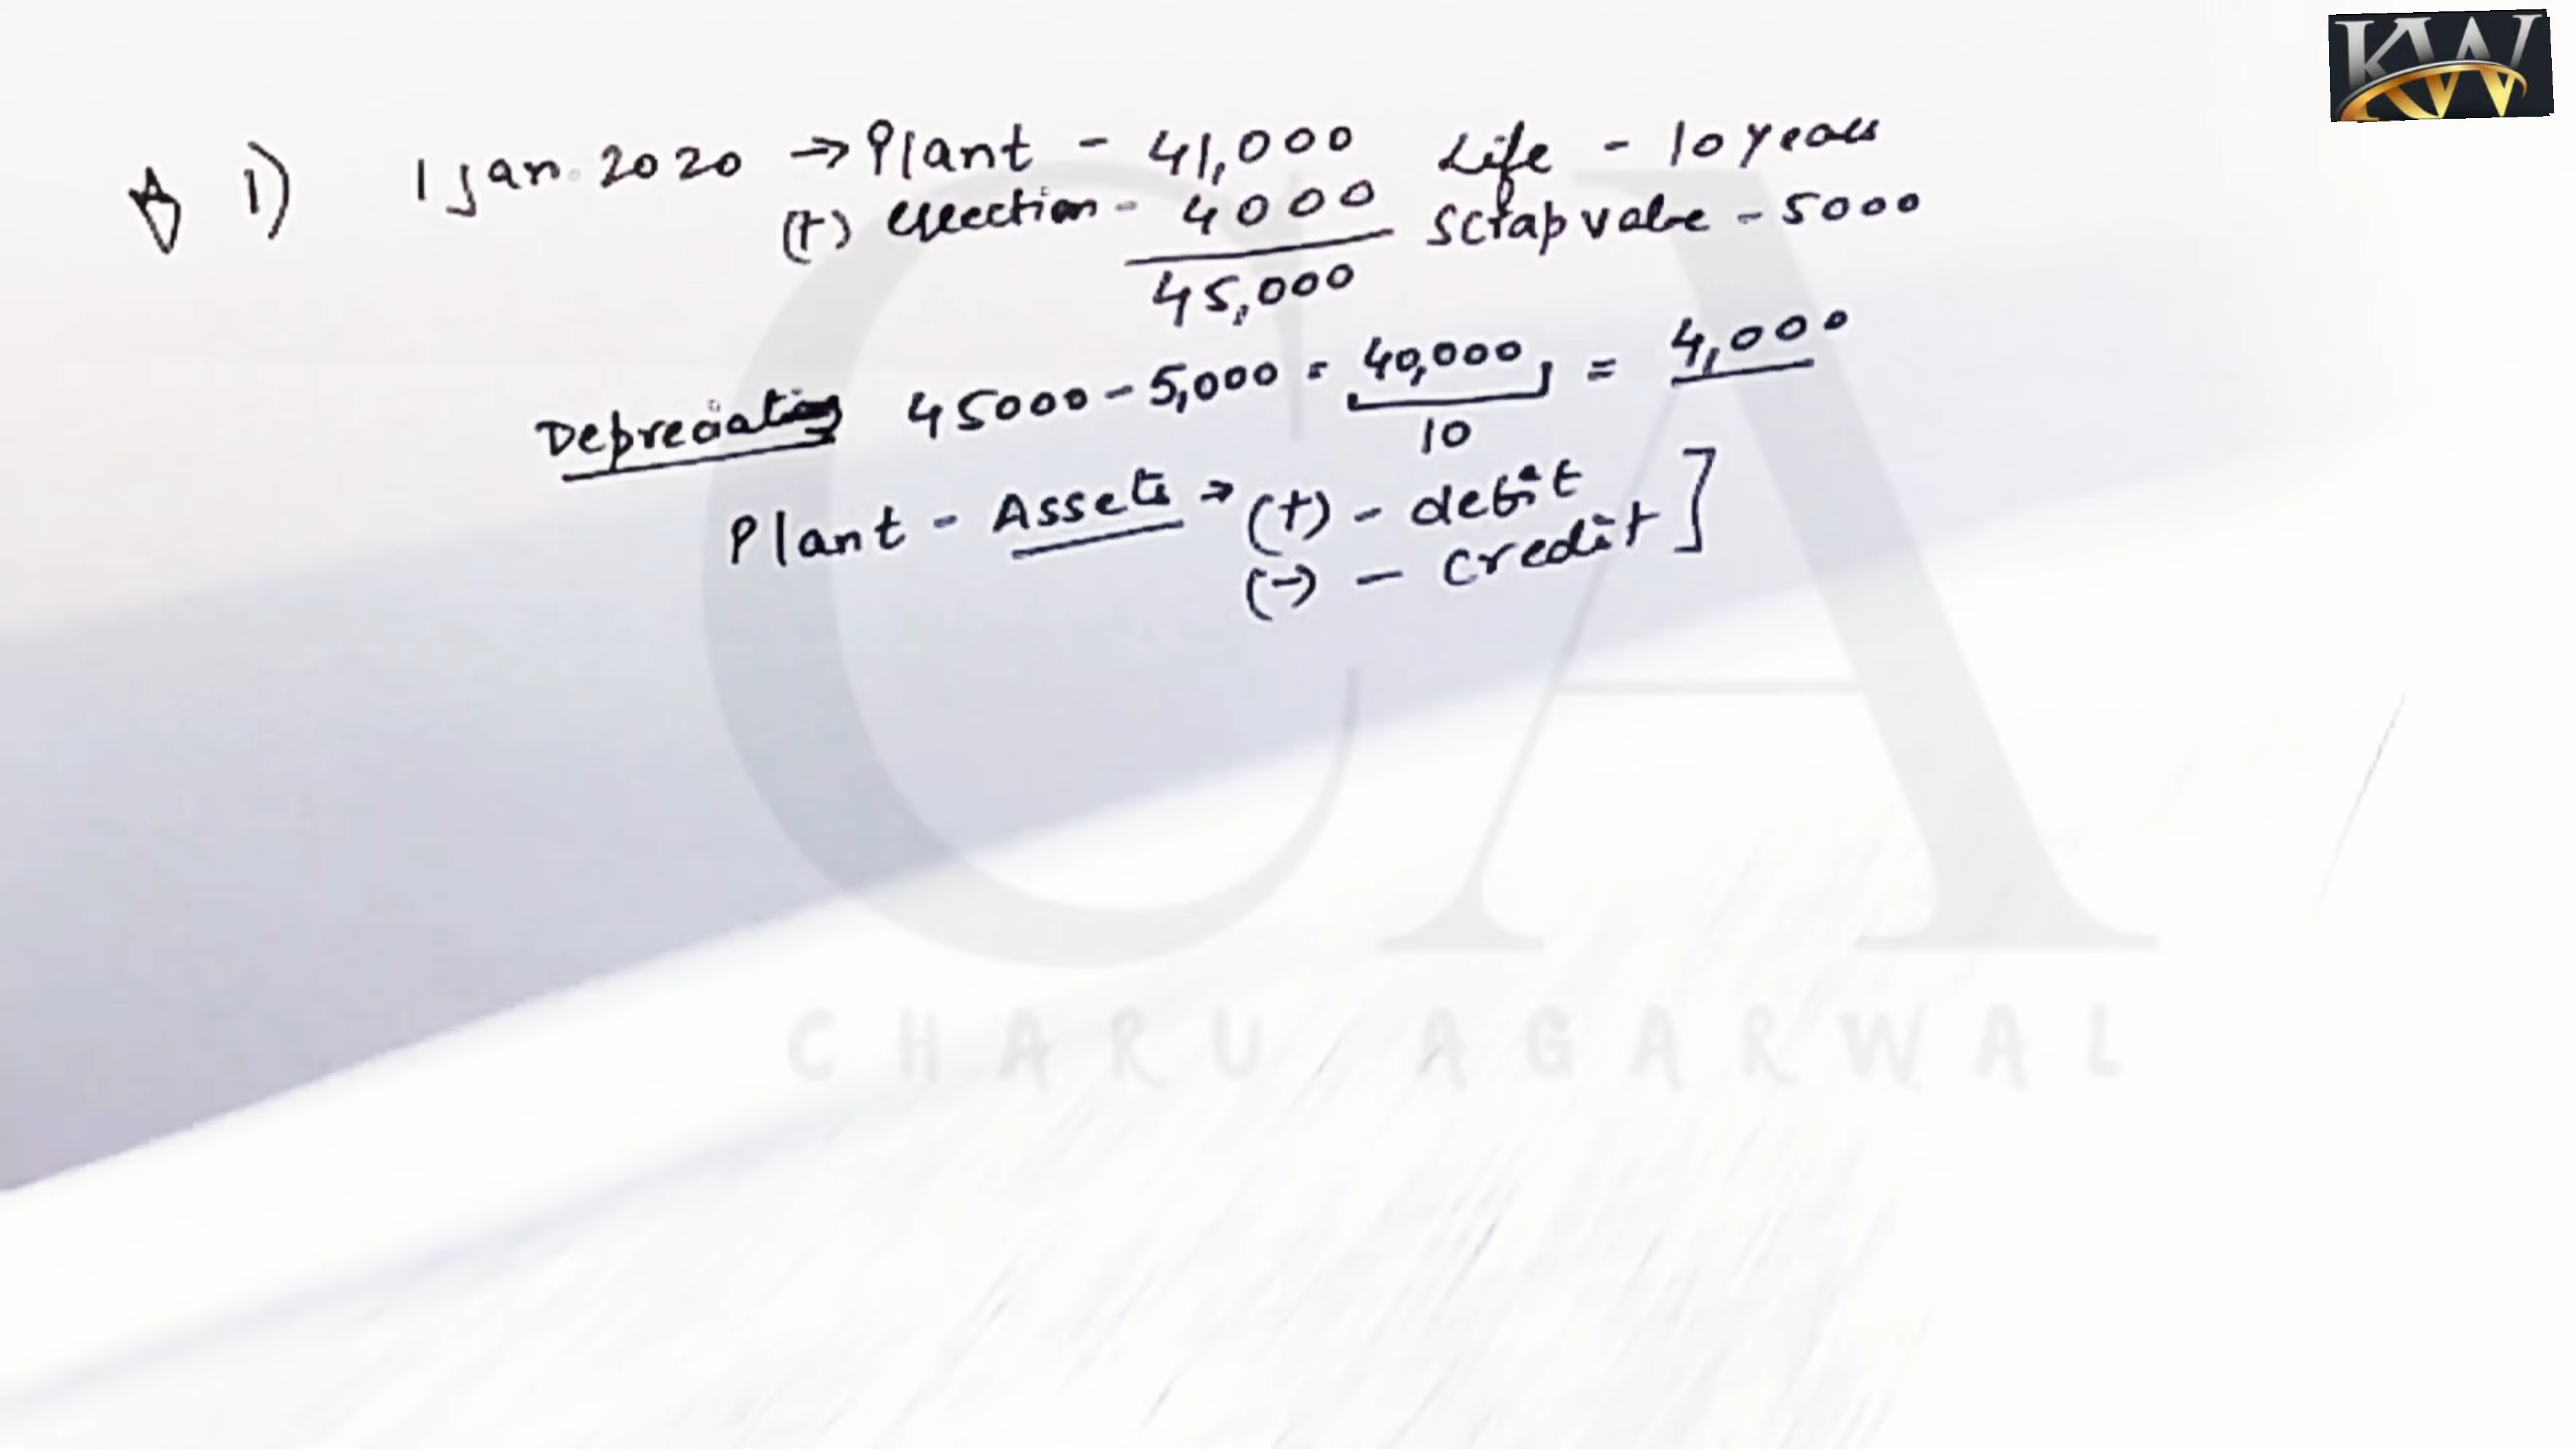 KW
1) 1 Jan. 2020 → Plant - 41,000 Life - 10 years
(+) erection - 4000 Scrap value - 5000
45,000
Depreciation 45000 - 5,000 = 40,000 / 10 = 4,000
Plant - Assets → (+) - debit
(-) - credit ]
CA
CHARU AGARWAL